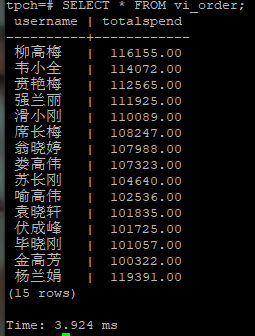 tpch=# SELECT * FROM vi_order;
username | totalspend
----------+------------
柳高梅 | 116155.00
韦小全 | 114072.00
贲艳梅 | 112565.00
强兰丽 | 111925.00
滑小刚 | 110089.00
席长梅 | 108247.00
翁晓婷 | 107988.00
娄高伟 | 107323.00
苏长刚 | 104640.00
喻高伟 | 102536.00
袁晓轩 | 101835.00
伏成峰 | 101725.00
毕晓刚 | 101057.00
金高芳 | 100322.00
杨兰娟 | 119391.00
(15 rows)
Time: 3.924 ms